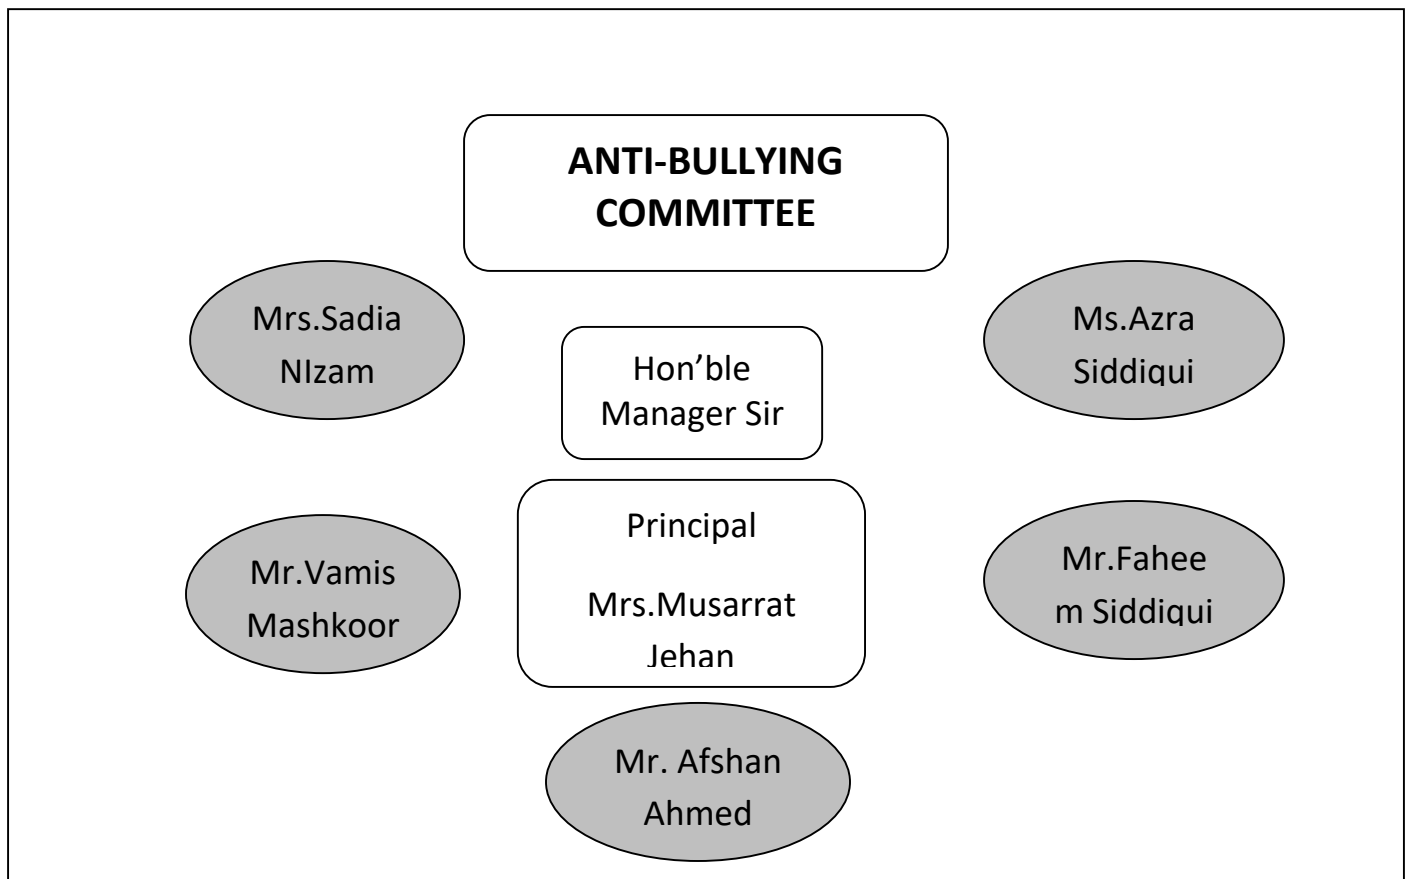 ANTI-BULLYING
COMMITTEE
Mrs.Sadia
NIzam
Ms.Azra
Siddiqui
Hon’ble
Manager Sir
Principal
Mrs.Musarrat
Jehan
Mr.Vamis
Mashkoor
Mr.Fahee
m Siddiqui
Mr. Afshan
Ahmed